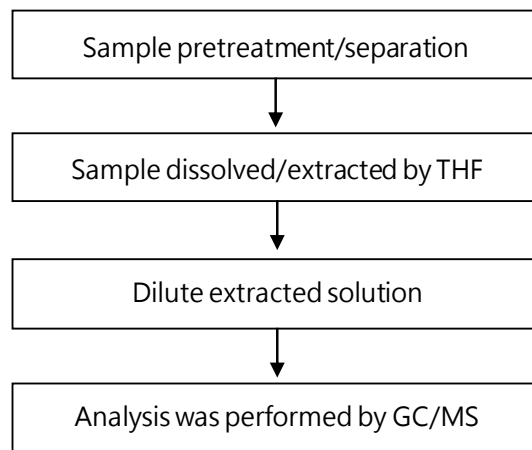 Sample pretreatment/separation
Sample dissolved/extracted by THF
Dilute extracted solution
Analysis was performed by GC/MS